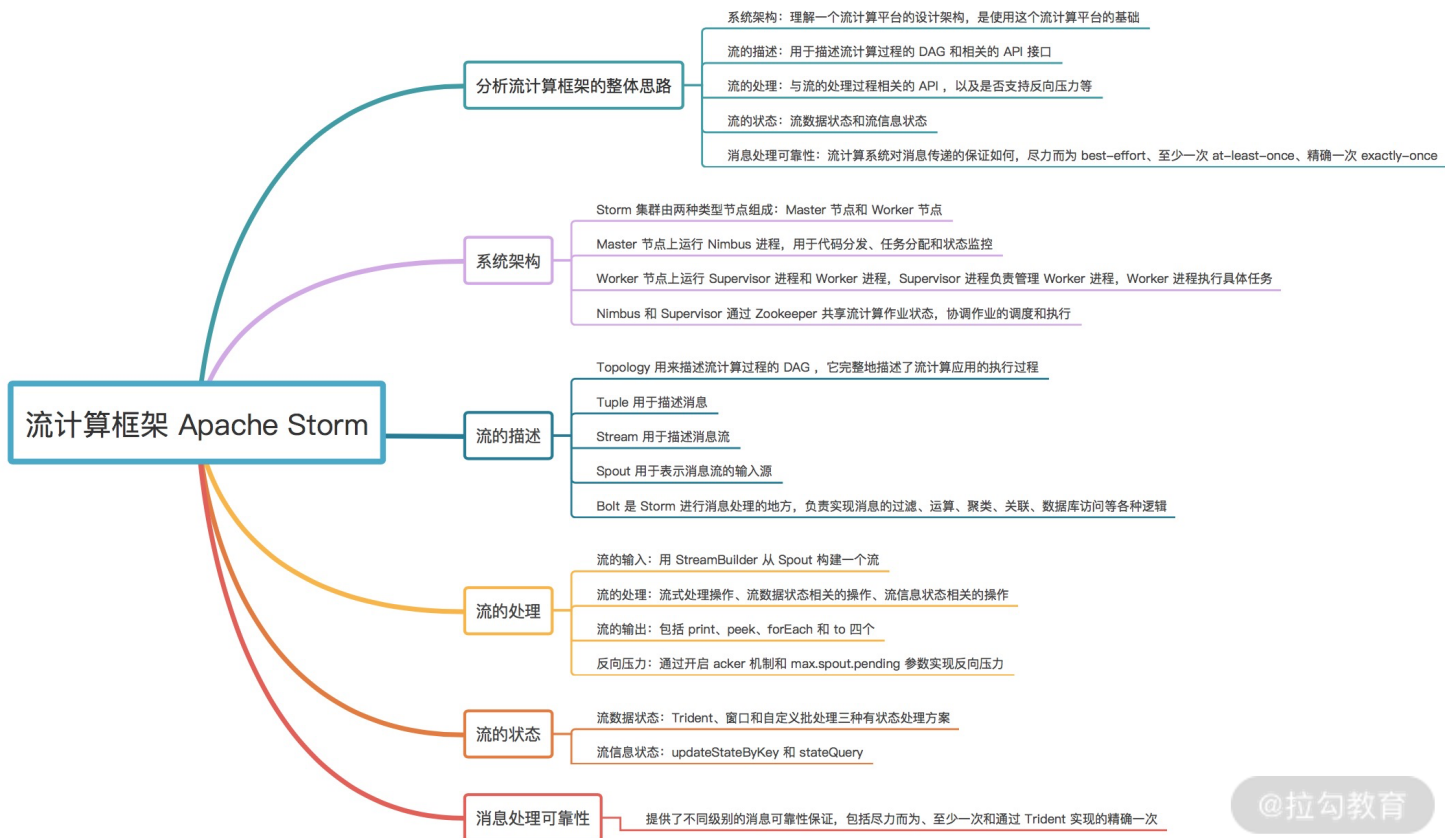 流计算框架 Apache Storm
分析流计算框架的整体思路
系统架构：理解一个流计算平台的设计架构，是使用这个流计算平台的基础
流的描述：用于描述流计算过程的 DAG 和相关的 API 接口
流的处理：与流的处理过程相关的 API ，以及是否支持反向压力等
流的状态：流数据状态和流信息状态
消息处理可靠性：流计算系统对消息传递的保证如何，尽力而为 best-effort、至少一次 at-least-once、精确一次 exactly-once
系统架构
Storm 集群由两种类型节点组成：Master 节点和 Worker 节点
Master 节点上运行 Nimbus 进程，用于代码分发、任务分配和状态监控
Worker 节点上运行 Supervisor 进程和 Worker 进程，Supervisor 进程负责管理 Worker 进程，Worker 进程执行具体任务
Nimbus 和 Supervisor 通过 Zookeeper 共享流计算作业状态，协调作业的调度和执行
流的描述
Topology 用来描述流计算过程的 DAG ，它完整地描述了流计算应用的执行过程
Tuple 用于描述消息
Stream 用于描述消息流
Spout 用于表示消息流的输入源
Bolt 是 Storm 进行消息处理的地方，负责实现消息的过滤、运算、聚类、关联、数据库访问等各种逻辑
流的处理
流的输入：用 StreamBuilder 从 Spout 构建一个流
流的处理：流式处理操作、流数据状态相关的操作、流信息状态相关的操作
流的输出：包括 print、peek、forEach 和 to 四个
反向压力：通过开启 acker 机制和 max.spout.pending 参数实现反向压力
流的状态
流数据状态：Trident、窗口和自定义批处理三种有状态处理方案
流信息状态：updateStateByKey 和 stateQuery
消息处理可靠性
提供了不同级别的消息可靠性保证，包括尽力而为、至少一次和通过 Trident 实现的精确一次
@拉勾教育